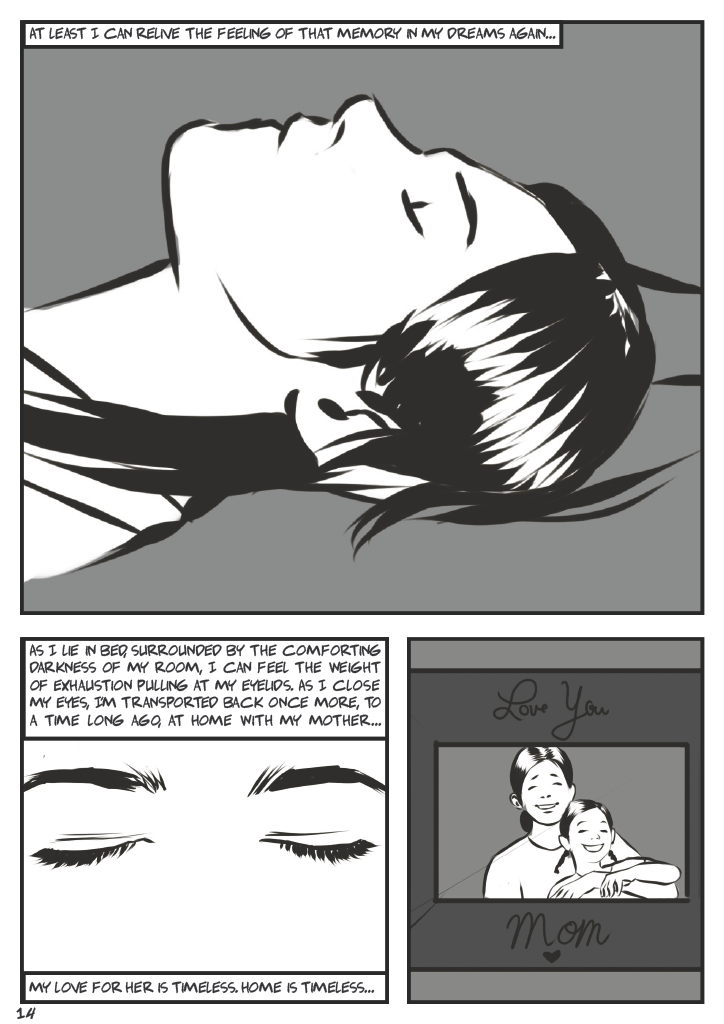 AT LEAST I CAN RELIVE THE FEELING OF THAT MEMORY IN MY DREAMS AGAIN...
AS I LIE IN BED, SURROUNDED BY THE COMFORTING
DARKNESS OF MY ROOM, I CAN FEEL THE WEIGHT
OF EXHAUSTION PULLING AT MY EYELIDS. AS I CLOSE
MY EYES, I'M TRANSPORTED BACK ONCE MORE, TO
A TIME LONG AGO, AT HOME WITH MY MOTHER...
MY LOVE FOR HER IS TIMELESS. HOME IS TIMELESS...
Love You
Mom
14